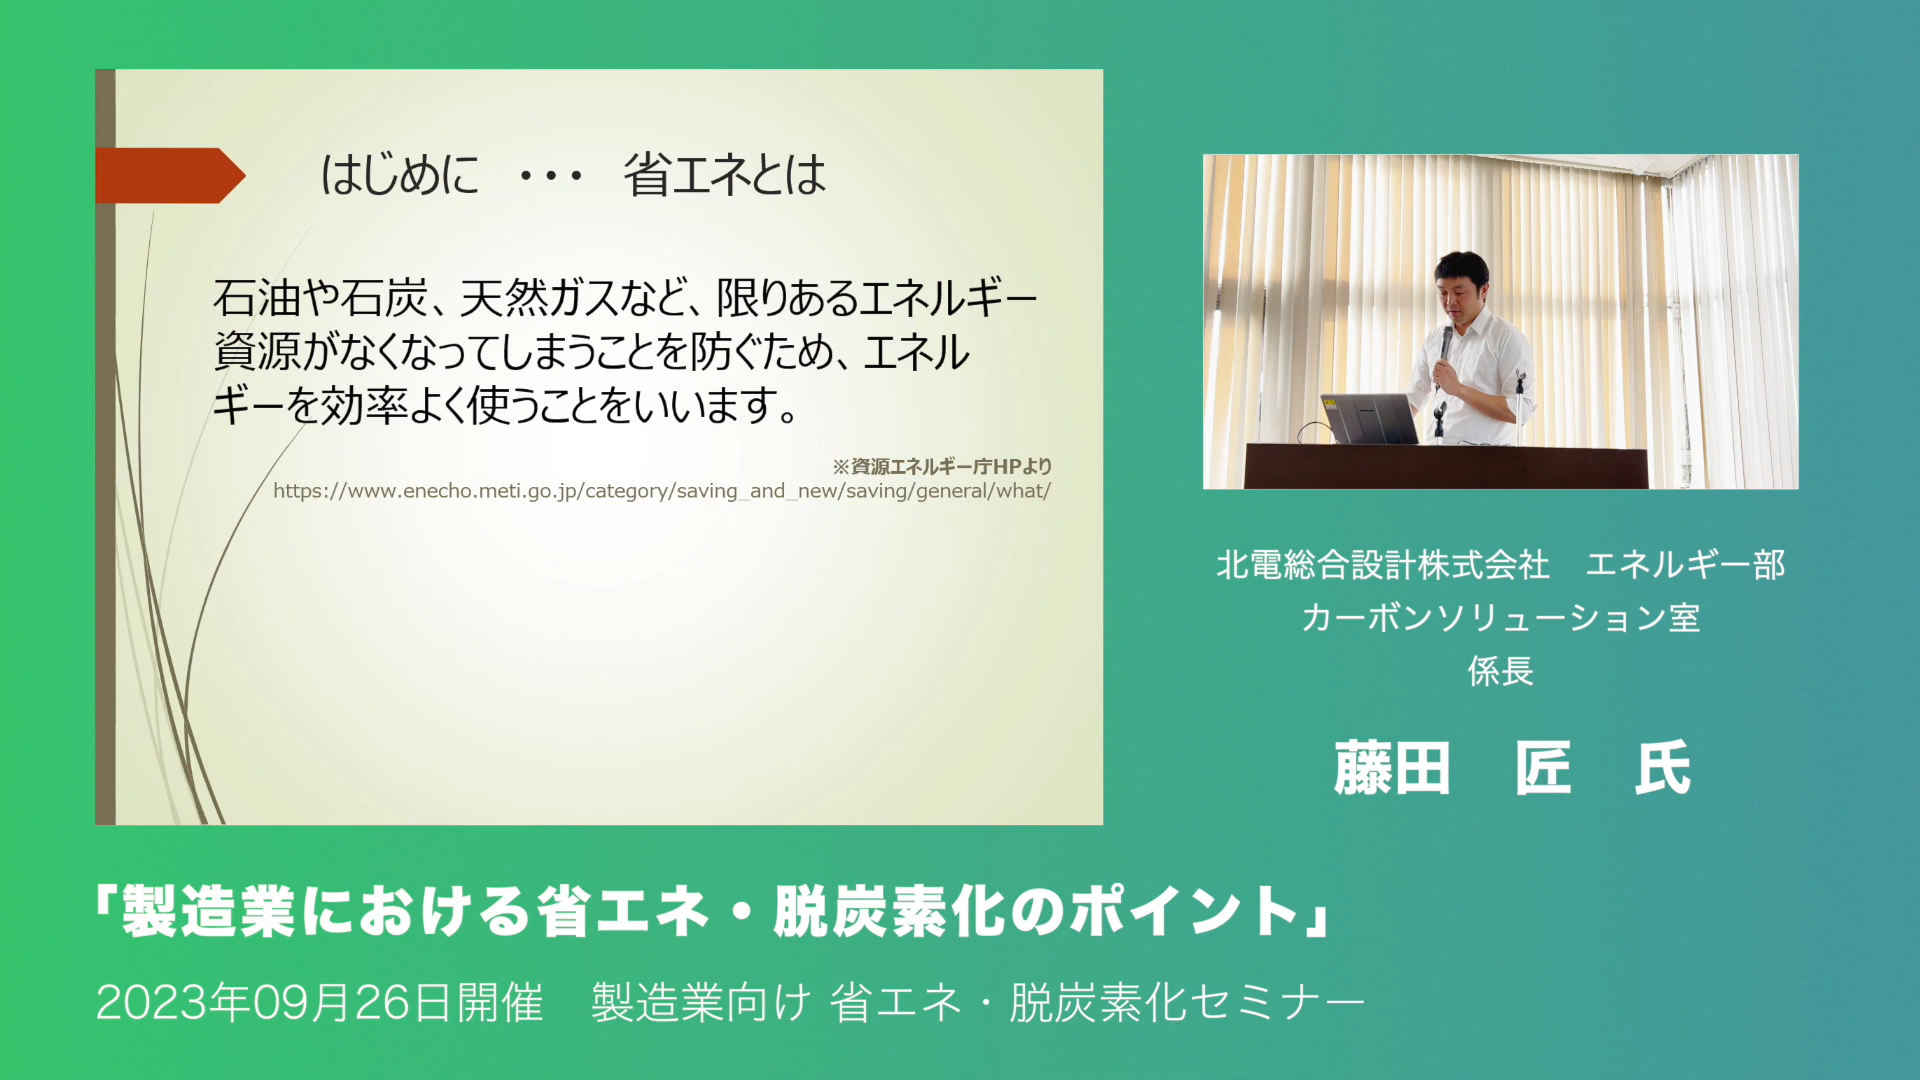 はじめに　・・・　省エネとは
石油や石炭、天然ガスなど、限りあるエネルギー
資源がなくなってしまうことを防ぐため、エネル
ギーを効率よく使うことをいいます。
※資源エネルギー庁HPより
https://www.enecho.meti.go.jp/category/saving_and_new/saving/general/what/
北電総合設計株式会社　エネルギー部
カーボンソリューション室
係長
藤田　匠　氏
「製造業における省エネ・脱炭素化のポイント」
2023年09月26日開催　製造業向け 省エネ・脱炭素化セミナー